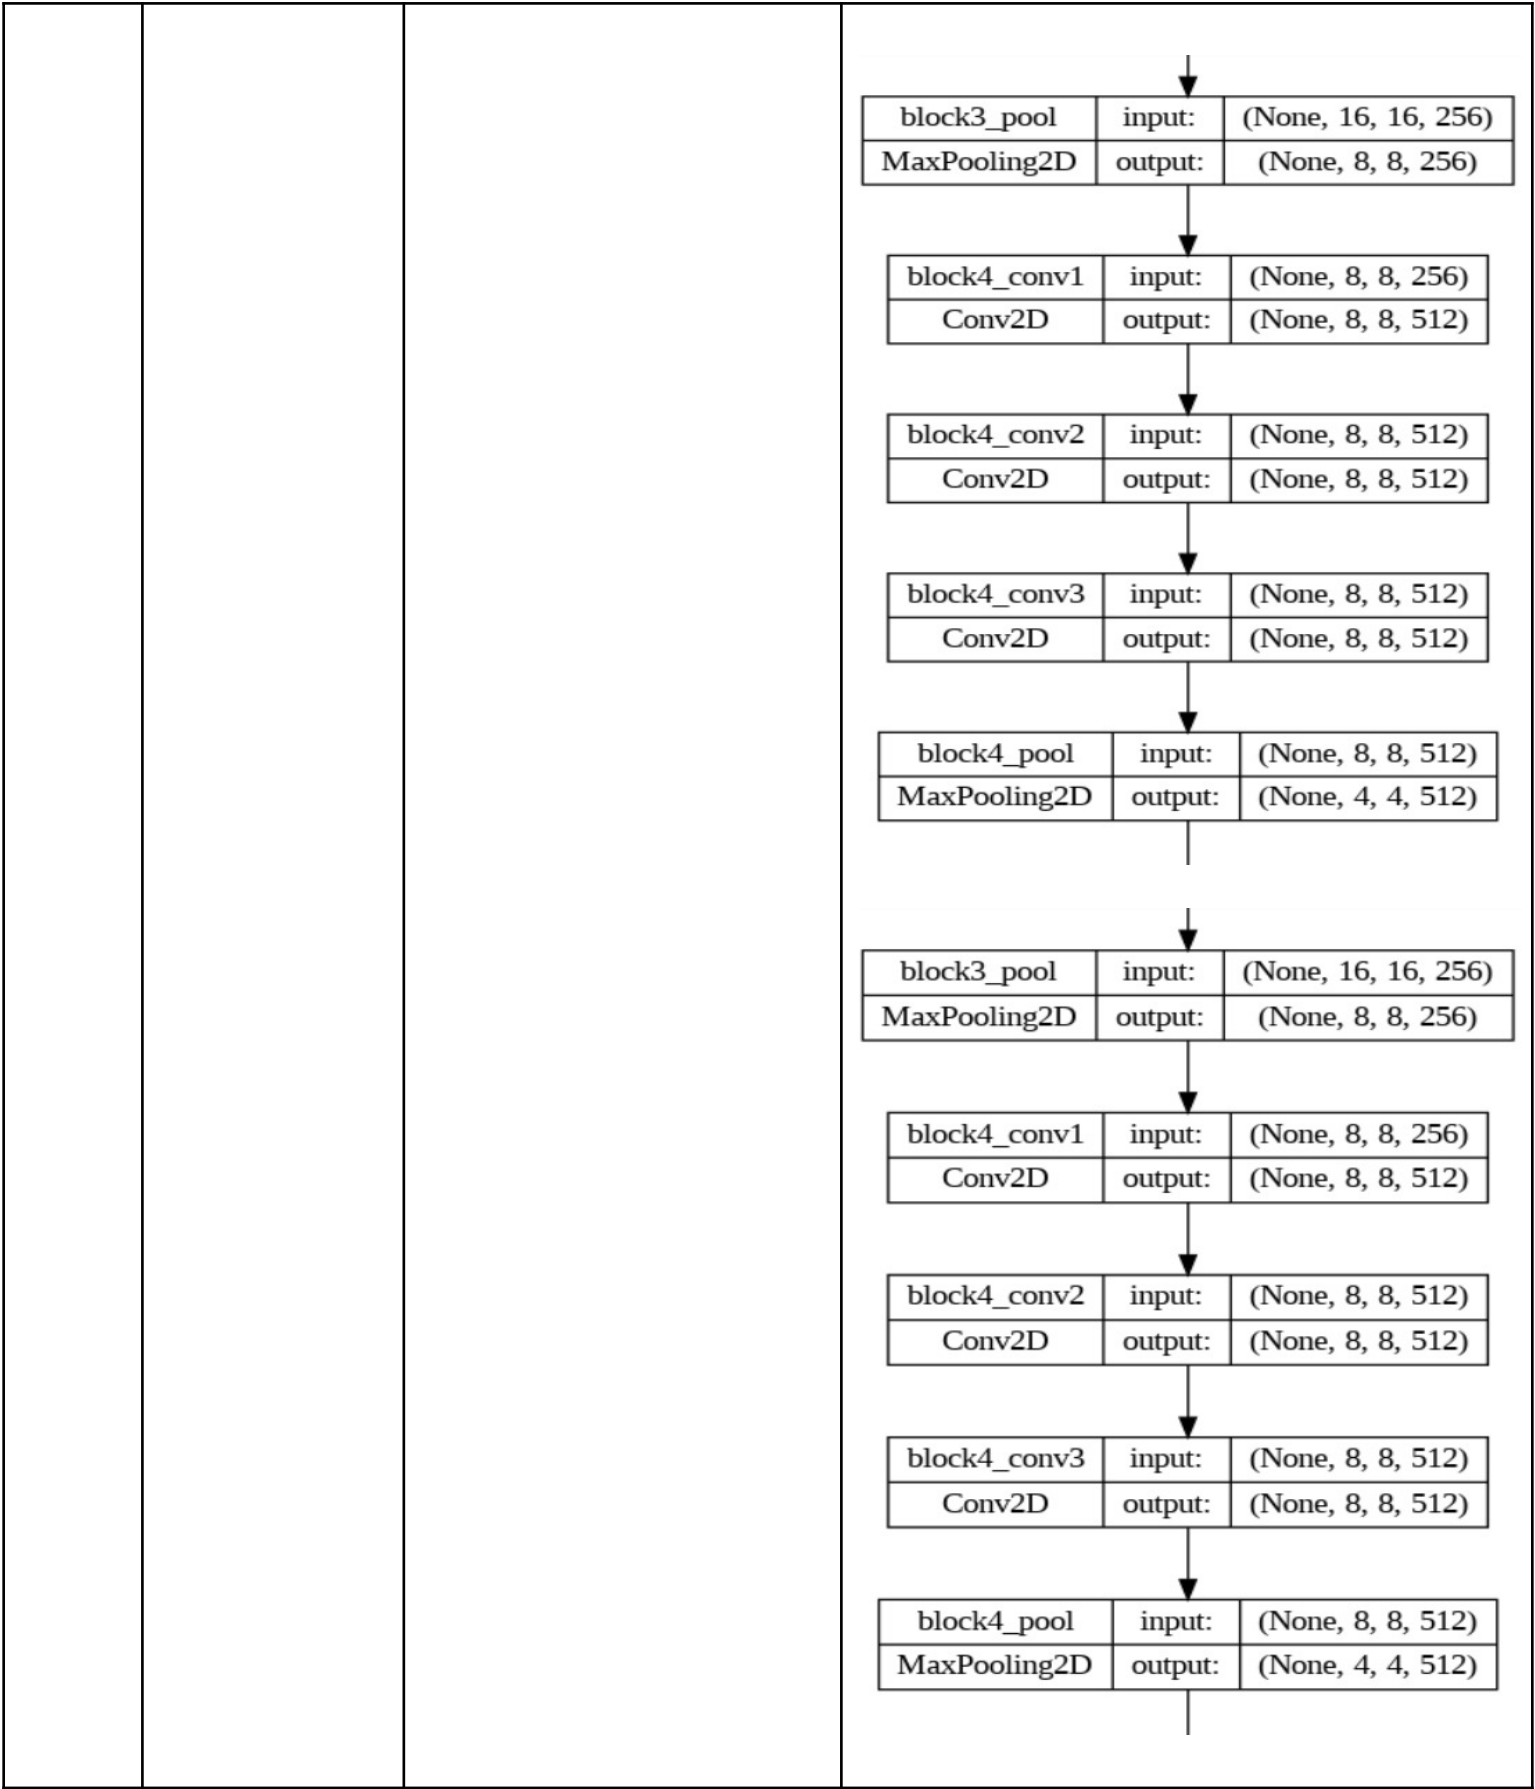 block3_pool input: (None, 16, 16, 256)
MaxPooling2D output: (None, 8, 8, 256)
block4_conv1 input: (None, 8, 8, 256)
Conv2D output: (None, 8, 8, 512)
block4_conv2 input: (None, 8, 8, 512)
Conv2D output: (None, 8, 8, 512)
block4_conv3 input: (None, 8, 8, 512)
Conv2D output: (None, 8, 8, 512)
block4_pool input: (None, 8, 8, 512)
MaxPooling2D output: (None, 4, 4, 512)
block3_pool input: (None, 16, 16, 256)
MaxPooling2D output: (None, 8, 8, 256)
block4_conv1 input: (None, 8, 8, 256)
Conv2D output: (None, 8, 8, 512)
block4_conv2 input: (None, 8, 8, 512)
Conv2D output: (None, 8, 8, 512)
block4_conv3 input: (None, 8, 8, 512)
Conv2D output: (None, 8, 8, 512)
block4_pool input: (None, 8, 8, 512)
MaxPooling2D output: (None, 4, 4, 512)